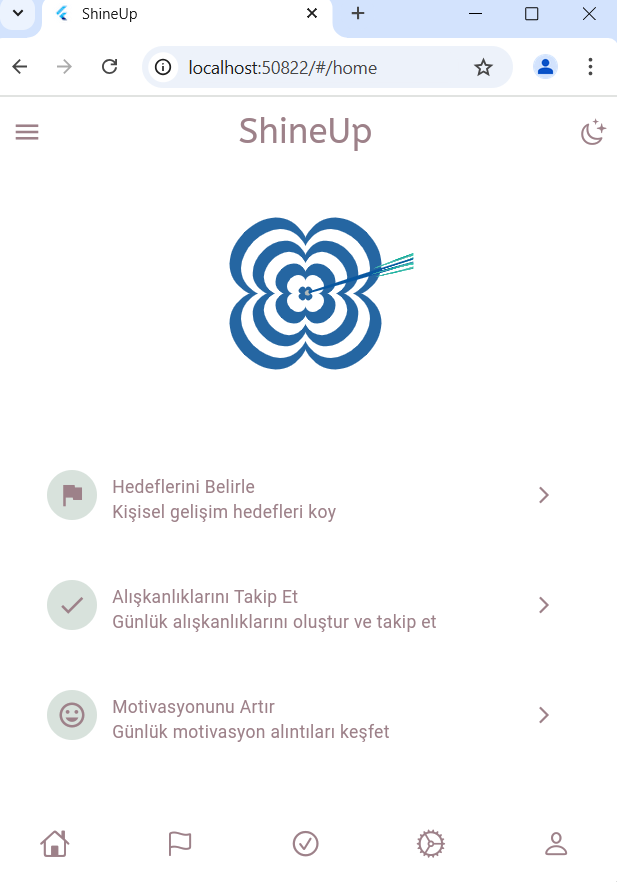 ShineUp
localhost:50822/#/home
ShineUp
Hedeflerini Belirle
Kişisel gelişim hedefleri koy
Alışkanlıklarını Takip Et
Günlük alışkanlıklarını oluştur ve takip et
Motivasyonunu Artır
Günlük motivasyon alıntıları keşfet